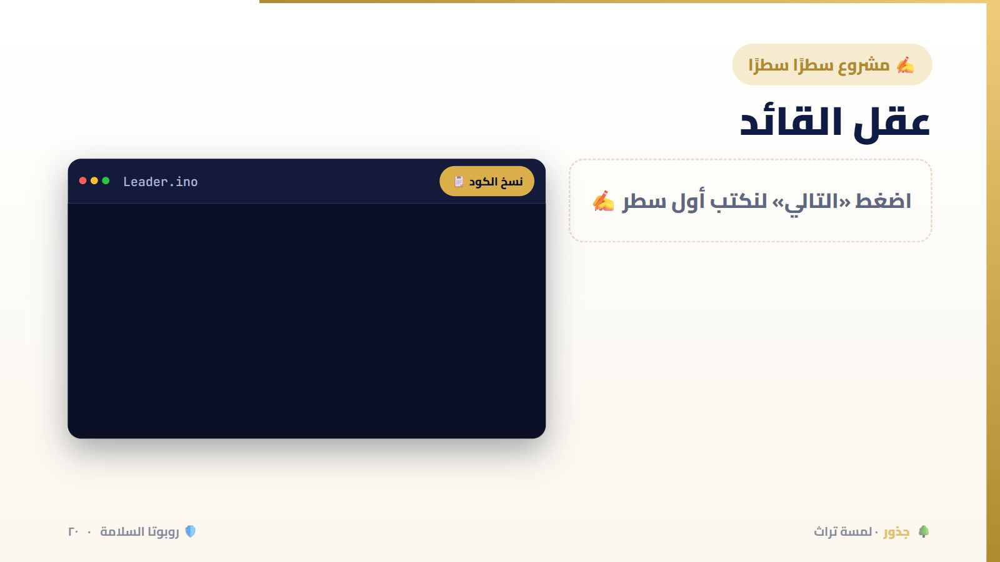 ✍️ مشروع سطرًا سطرًا
عقل القائد
اضغط «التالي» لنكتب أول سطر ✍️
Leader.ino
نسخ الكود 📋
🌳 جذور · لمسة تراث
🛡️ روبوتا السلامة · ٢٠